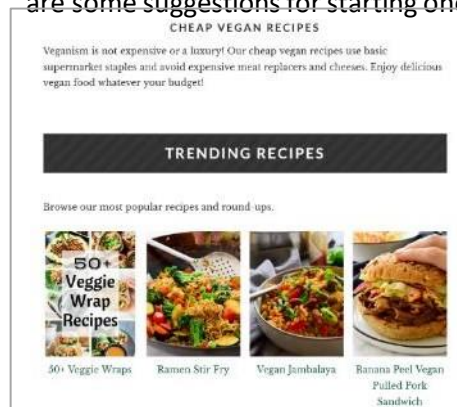 are some suggestions for starting one
CHEAP VEGAN RECIPES
Veganism is not expensive or a luxury! Our cheap vegan recipes use basic
supermarket staples and avoid expensive meat replacers and cheeses. Enjoy delicious
vegan food whatever your budget!
TRENDING RECIPES
Browse our most popular recipes and round-ups.
50+
Veggie
Wrap
Recipes
50+ Veggie Wraps
Ramen Stir Fry
Vegan Jambalaya
Banana Peel Vegan
Pulled Pork
Sandwich